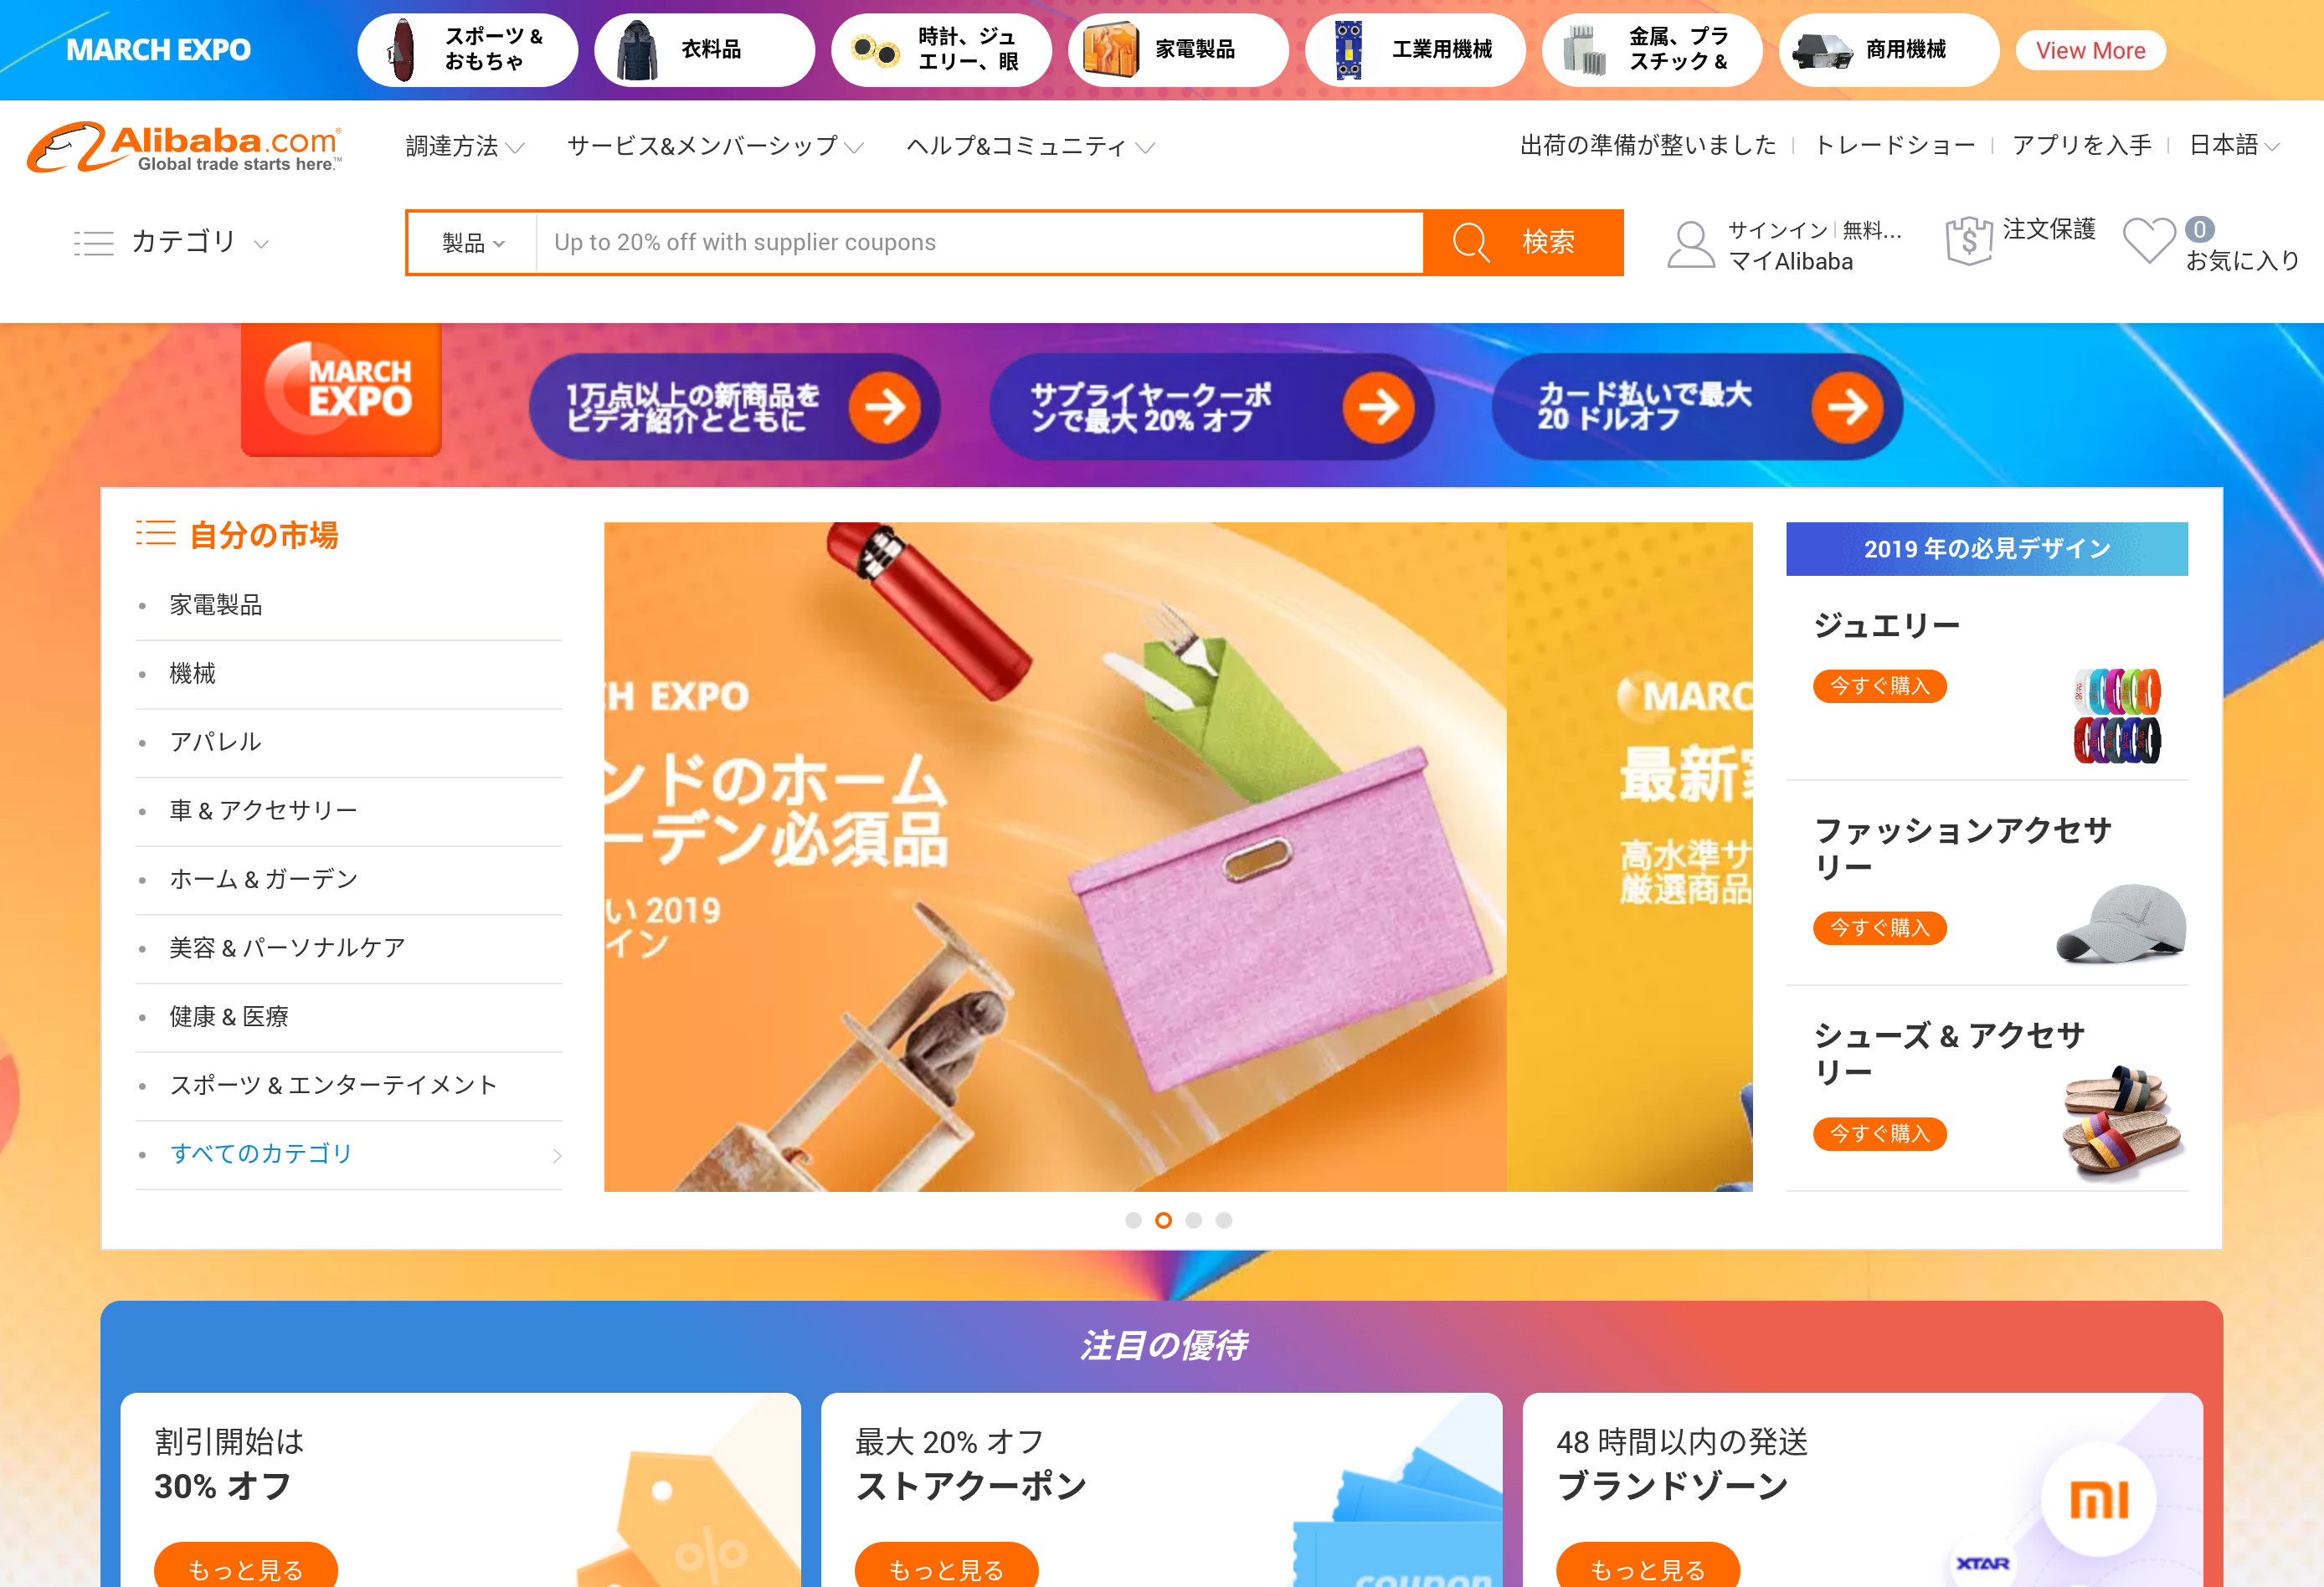 MARCH EXPO
スポーツ &
おもちゃ
衣料品
時計、ジュ
エリー、眼
家電製品
工業用機械
金属、プラ
スチック &
商用機械
View More
Alibaba.com®
Global trade starts here.™
調達方法
サービス&メンバーシップ
ヘルプ&コミュニティ
出荷の準備が整いました
トレードショー
アプリを入手
日本語
カテゴリ
製品
Up to 20% off with supplier coupons
検索
サインイン
無料...
マイAlibaba
注文保護
0
お気に入り
MARCH
EXPO
1万点以上の新商品を
ビデオ紹介とともに
サプライヤークーポ
ンで最大 20% オフ
カード払いで最大
20 ドルオフ
自分の市場
家電製品
機械
アパレル
車 & アクセサリー
ホーム & ガーデン
美容 & パーソナルケア
健康 & 医療
スポーツ & エンターテイメント
すべてのカテゴリ
H EXPO
ンドのホーム
ーデン必須品
い 2019
イン
MARC
最新
高水準サ
厳選商品
2019 年の必見デザイン
ジュエリー
今すぐ購入
ファッションアクセサ
リー
今すぐ購入
シューズ & アクセサ
リー
今すぐ購入
注目の優待
割引開始は
30% オフ
もっと見る
%
最大 20% オフ
ストアクーポン
もっと見る
coupon
48 時間以内の発送
ブランドゾーン
もっと見る
MI
XTAR